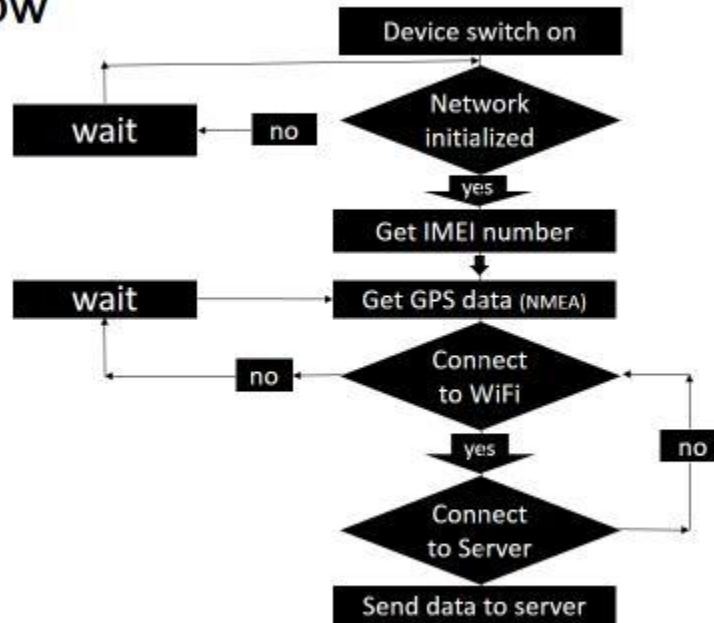 ow
Device switch on
Network
initialized
no
wait
yes
Get IMEI number
wait
Get GPS data (NMEA)
Connect
to WiFi
no
yes
no
Connect
to Server
Send data to server